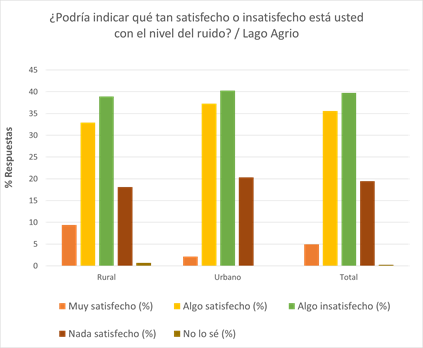 ¿Podría indicar qué tan satisfecho o insatisfecho está usted
con el nivel del ruido? / Lago Agrio
% Respuestas
45
40
35
30
25
20
15
10
5
0
Rural
Urbano
Total
Muy satisfecho (%)
Algo satisfecho (%)
Algo insatisfecho (%)
Nada satisfecho (%)
No lo sé (%)